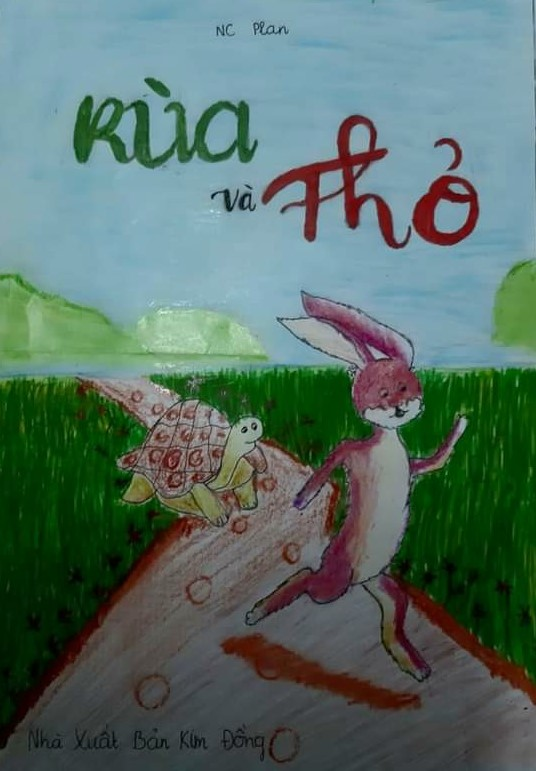 NC Plan
Rùa
và Thỏ
Nhà Xuất Bản Kim Đồng